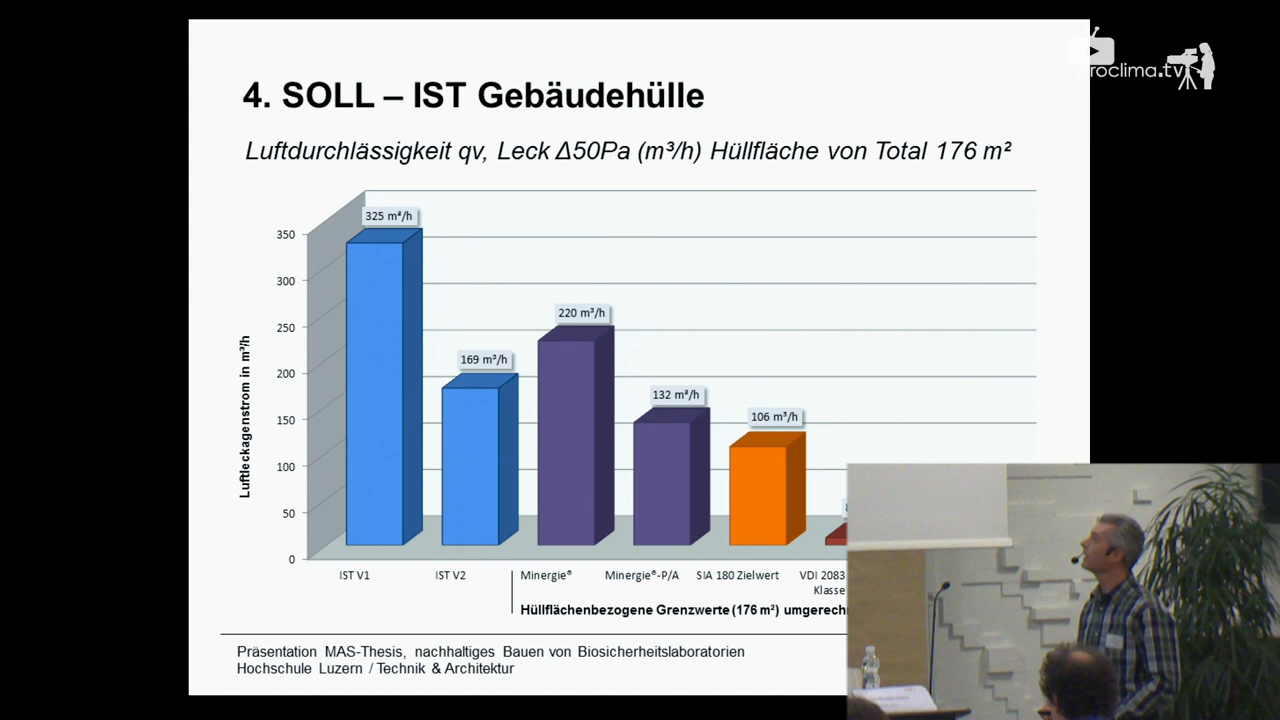 proclima.tv
4. SOLL – IST Gebäudehülle
Luftdurchlässigkeit qv, Leck Δ50Pa (m³/h) Hüllfläche von Total 176 m²
Luftleckagenstrom in m³/h
350
300
250
200
150
100
50
0
325 m³/h
169 m³/h
220 m³/h
132 m³/h
106 m³/h
8
IST V1
IST V2
Minergie®
Minergie®-P/A
SIA 180 Zielwert
VDI 2083
Klasse
Hüllflächenbezogene Grenzwerte (176 m²) umgerech
Präsentation MAS-Thesis, nachhaltiges Bauen von Biosicherheitslaboratorien
Hochschule Luzern / Technik & Architektur